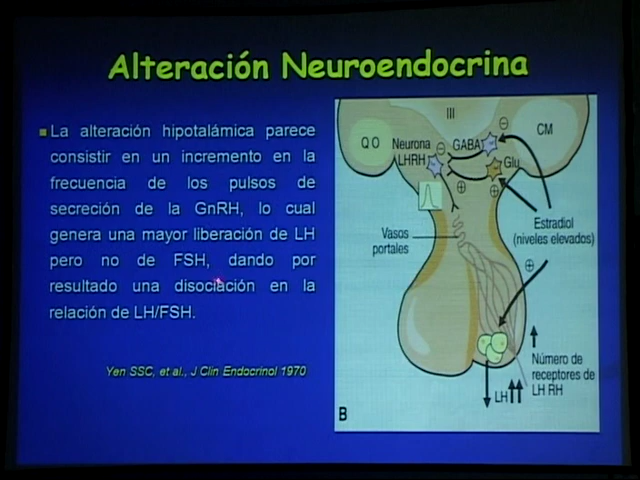 Alteración Neuroendocrina
La alteración hipotalámica parece
consistir en un incremento en la
frecuencia de los pulsos de
secreción de la GnRH, lo cual
genera una mayor liberación de LH
pero no de FSH, dando por
resultado una disociación en la
relación de LH/FSH.
Yen SSC, et al., J Clin Endocrinol 1970
III
QO
CM
Neurona
LHRH
GABA
Glu
Vasos
portales
Estradiol
(niveles elevados)
Número de
receptores de
LH RH
LH
B